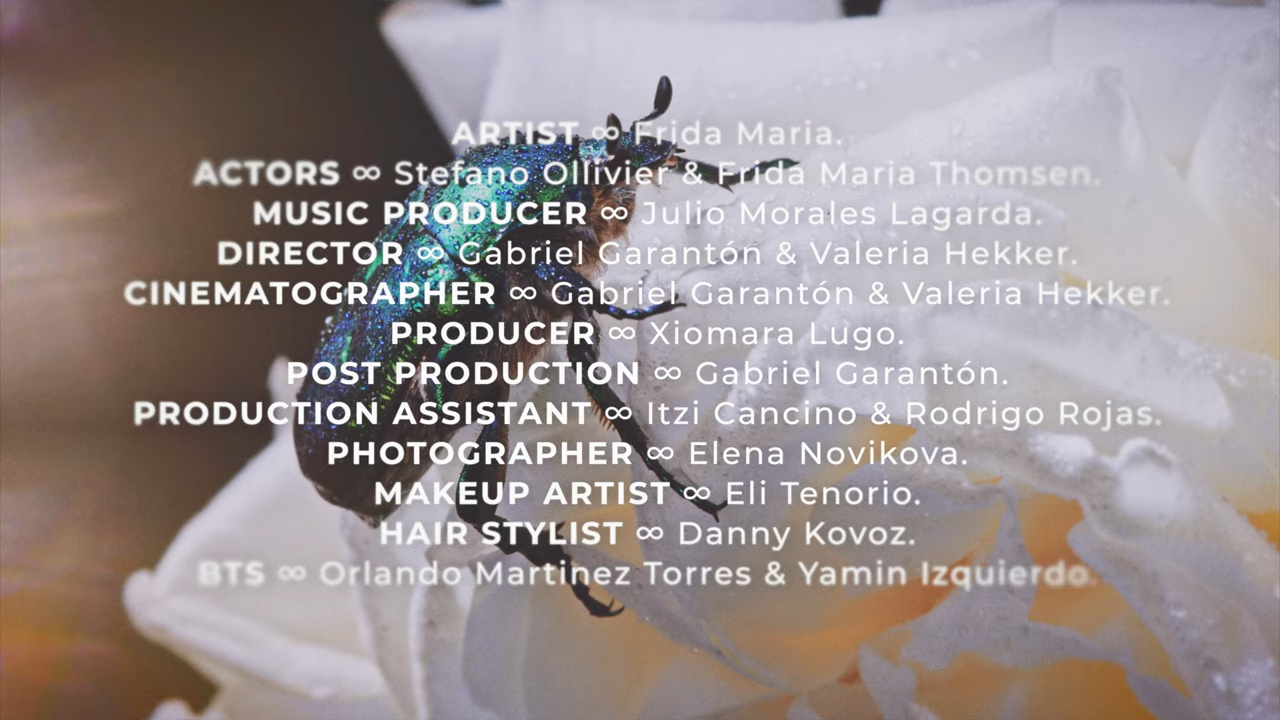 ARTIST ∞ Frida Maria.
ACTORS ∞ Stefano Ollivier & Frida Maria Thomsen.
MUSIC PRODUCER ∞ Julio Morales Lagarda.
DIRECTOR ∞ Gabriel Garantón & Valeria Hekker.
CINEMATOGRAPHER ∞ Gabriel Garantón & Valeria Hekker.
PRODUCER ∞ Xiomara Lugo.
POST PRODUCTION ∞ Gabriel Garantón.
PRODUCTION ASSISTANT ∞ Itzi Cancino & Rodrigo Rojas.
PHOTOGRAPHER ∞ Elena Novikova.
MAKEUP ARTIST ∞ Eli Tenorio.
HAIR STYLIST ∞ Danny Kovoz.
BTS ∞ Orlando Martinez Torres & Yamin Izquierdo.